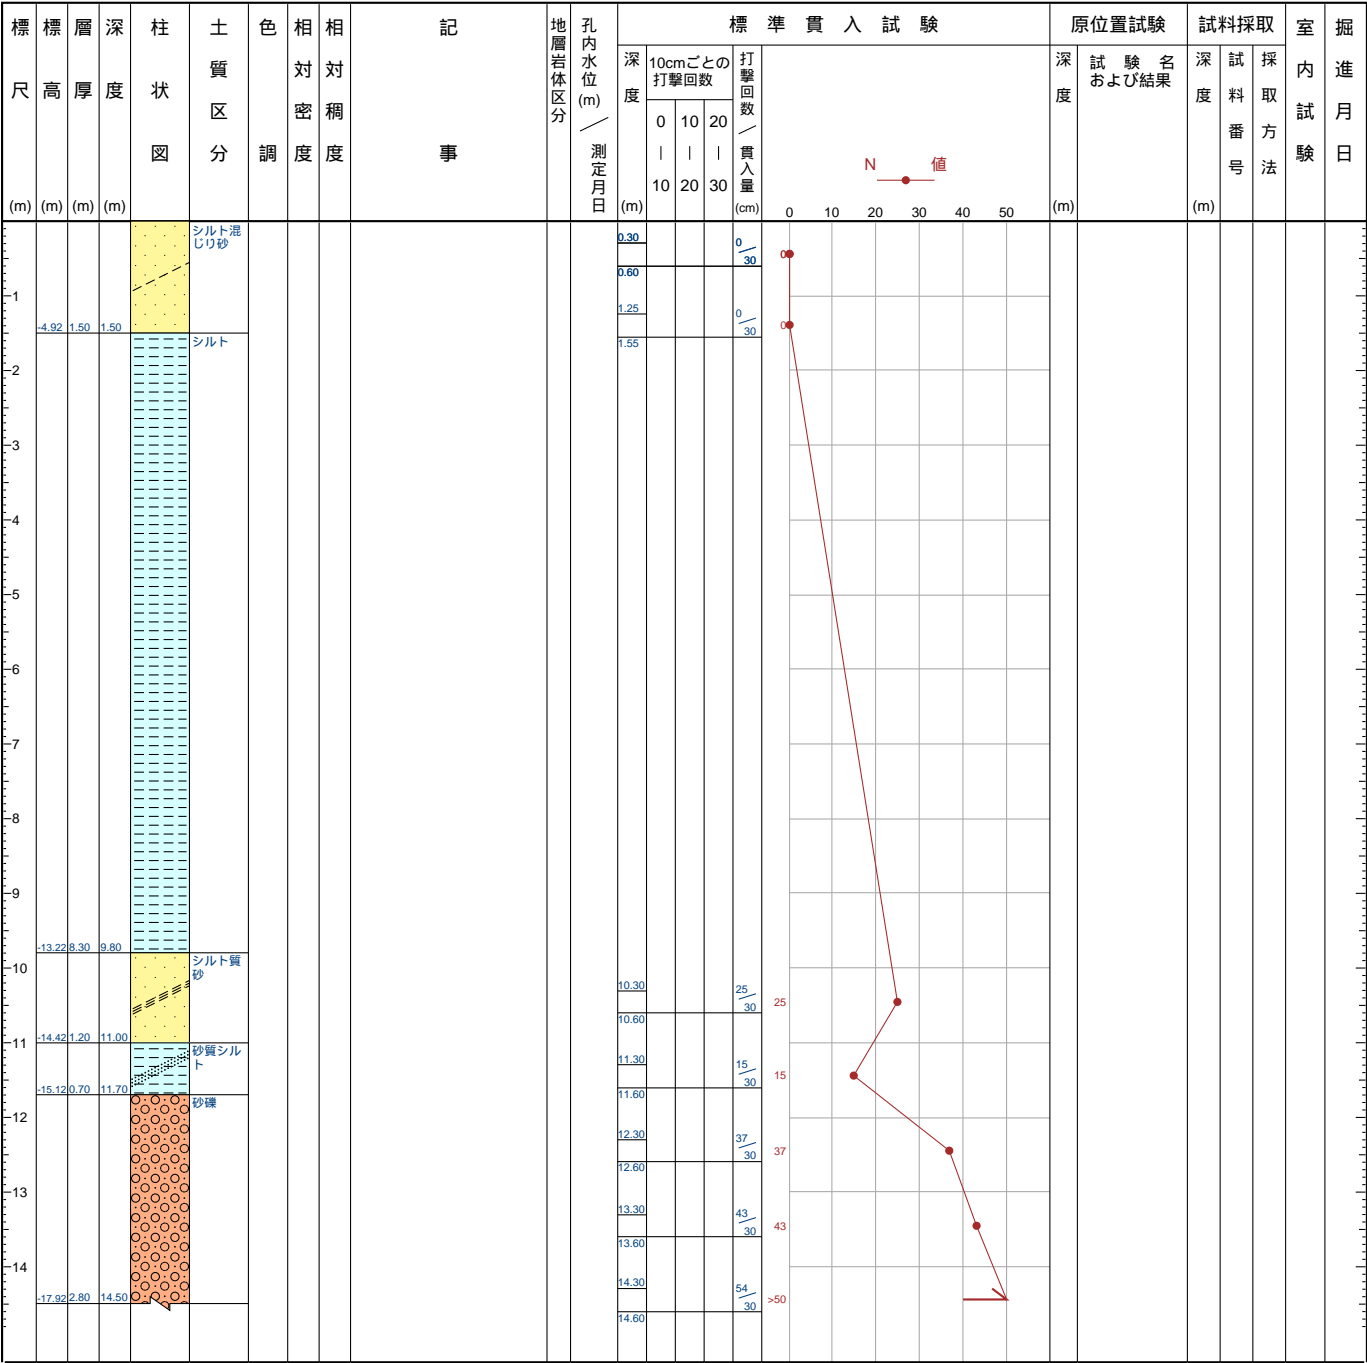 標尺(m)
標高(m)
層厚(m)
深度(m)
柱状図
土質区分
色調
相対密度
相対稠度
記事
地層岩体区分
孔内水位(m)/測定月日
標準貫入試験
深度(m)
10cmごとの
打撃回数
0 | 10
10 | 20
20 | 30
打撃回数/貫入量(cm)
N 値
0 10 20 30 40 50
原位置試験
深度(m)
試験名
および結果
試料採取
深度(m)
試料番号
採取方法
室内試験
掘進月日
シルト混
じり砂
0.30
0
30
0
0.60
1
1.25
0
30
0
-4.92 1.50 1.50
シルト
1.55
2
3
4
5
6
7
8
9
-13.22 8.30 9.80
シルト質
砂
10
10.30
25
30
25
10.60
-14.42 1.20 11.00
11
砂質シル
ト
11.30
15
30
15
-15.12 0.70 11.70
11.60
砂礫
12
12.30
37
30
37
12.60
13
13.30
43
30
43
13.60
14
14.30
54
30
>50
-17.92 2.80 14.50
14.60